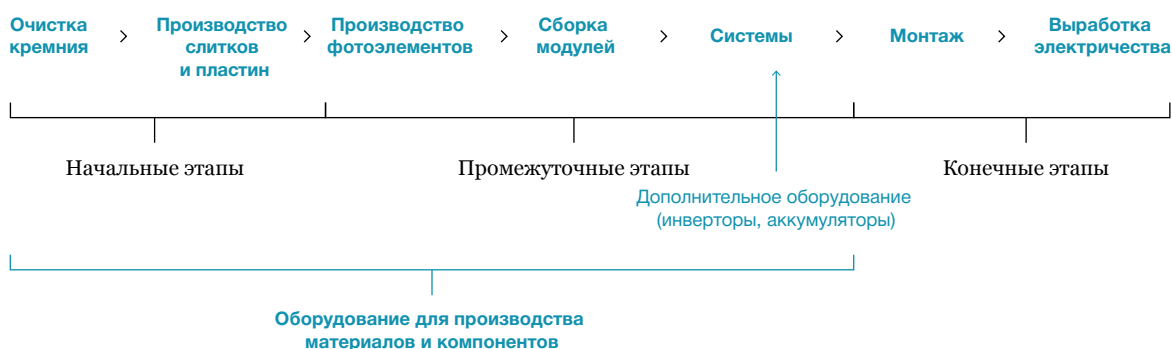 Очистка
кремния
>
Производство
слитков
и пластин
>
Производство
фотоэлементов
>
Сборка
модулей
>
Системы
>
Монтаж
>
Выработка
электричества
Начальные этапы
Промежуточные этапы
Конечные этапы
Дополнительное оборудование
(инверторы, аккумуляторы)
Оборудование для производства
материалов и компонентов